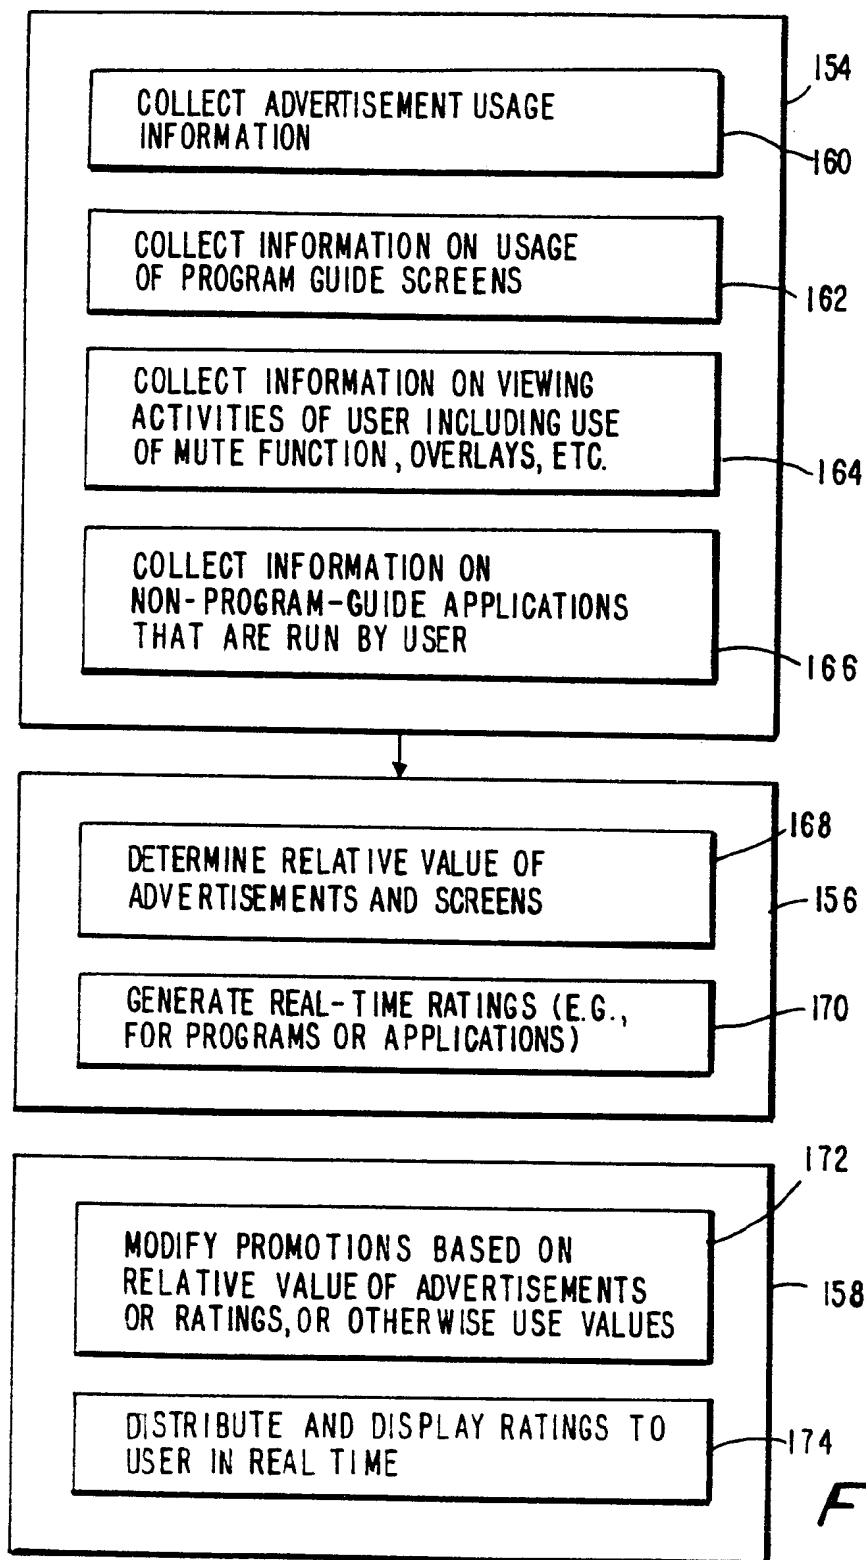 154
COLLECT ADVERTISEMENT USAGE
INFORMATION
160
COLLECT INFORMATION ON USAGE
OF PROGRAM GUIDE SCREENS
162
COLLECT INFORMATION ON VIEWING
ACTIVITIES OF USER INCLUDING USE
OF MUTE FUNCTION, OVERLAYS, ETC.
164
COLLECT INFORMATION ON
NON-PROGRAM-GUIDE APPLICATIONS
THAT ARE RUN BY USER
166
168
DETERMINE RELATIVE VALUE OF
ADVERTISEMENTS AND SCREENS
156
GENERATE REAL-TIME RATINGS (E.G.,
FOR PROGRAMS OR APPLICATIONS)
170
172
MODIFY PROMOTIONS BASED ON
RELATIVE VALUE OF ADVERTISEMENTS
OR RATINGS, OR OTHERWISE USE VALUES
158
DISTRIBUTE AND DISPLAY RATINGS TO
USER IN REAL TIME
174
F